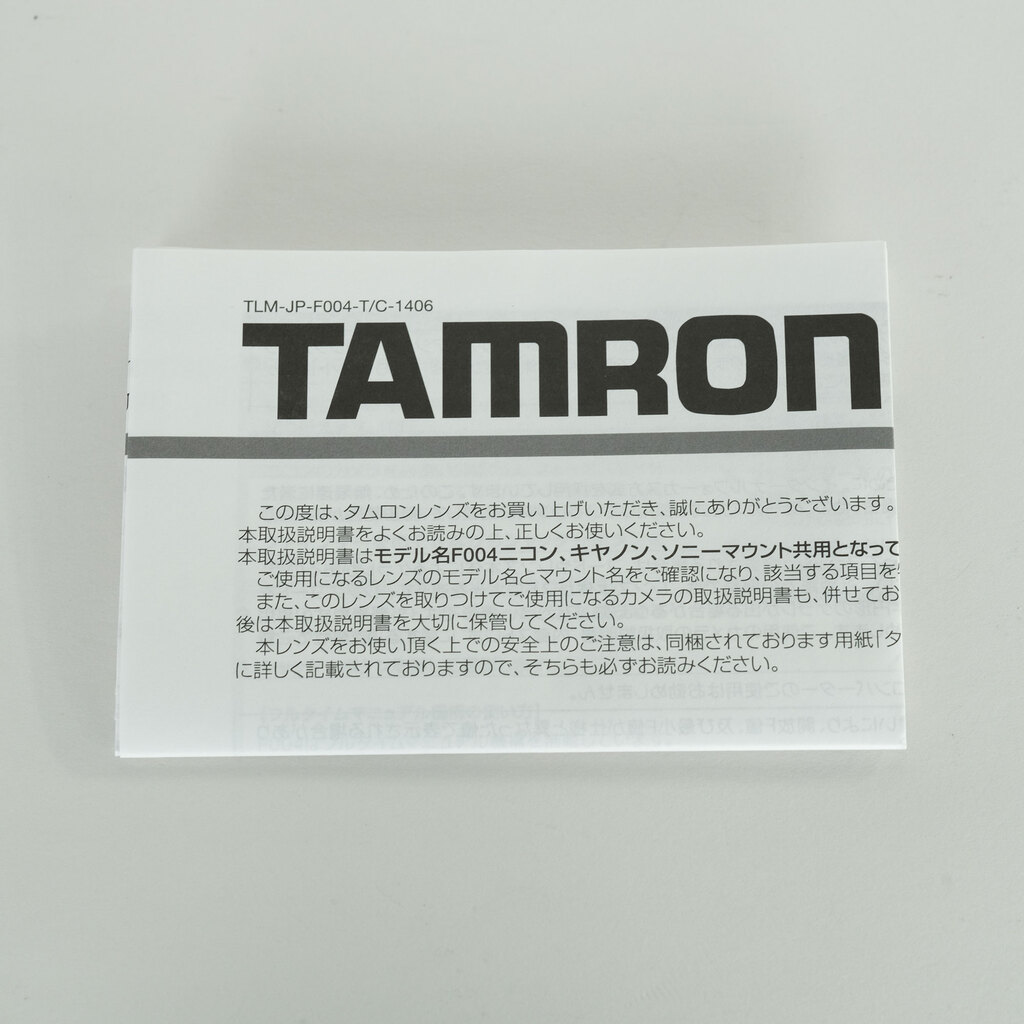 TLM-JP-F004-T/C-1406
TAMRON
この度は、タムロンレンズをお買い上げいただき、誠にありがとうございます。
本取扱説明書をよくお読みの上、正しくお使いください。
本取扱説明書はモデル名F004ニコン、キヤノン、ソニーマウント共用となって
ご使用になるレンズのモデル名とマウント名をご確認になり、該当する項目を
また、このレンズを取りつけてご使用になるカメラの取扱説明書も、併せてお
後は本取扱説明書を大切に保管してください。
本レンズをお使い頂く上での安全上のご注意は、同梱されております用紙「タ
に詳しく記載されておりますので、そちらも必ずお読みください。